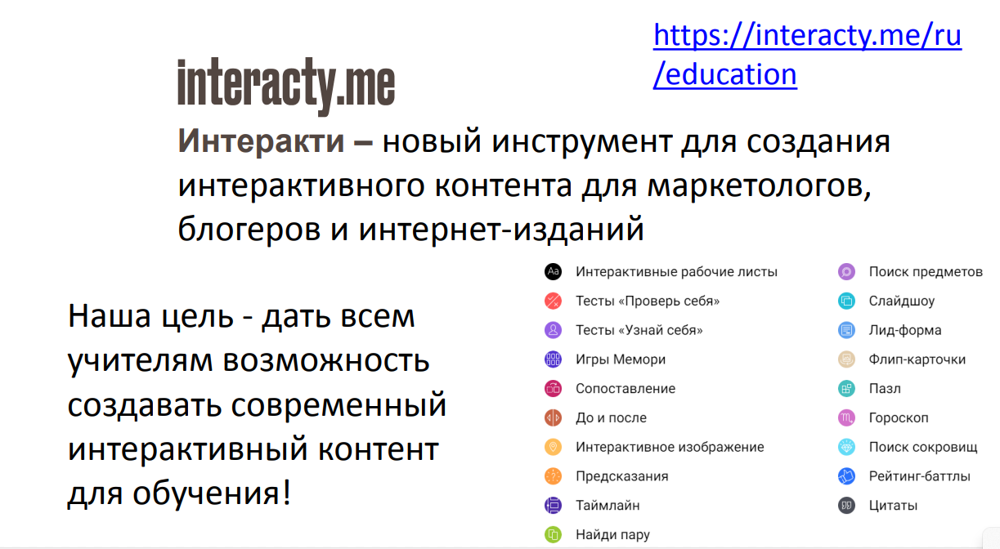 https://interacty.me/ru
/education
interacty.me
Интеракти – новый инструмент для создания
интерактивного контента для маркетологов,
блогеров и интернет-изданий
Наша цель - дать всем
учителям возможность
создавать современный
интерактивный контент
для обучения!
Aa Интерактивные рабочие листы
Тесты «Проверь себя»
Тесты «Узнай себя»
Игры Мемори
Сопоставление
До и после
Интерактивное изображение
Предсказания
Таймлайн
Найди пару
Поиск предметов
Слайдшоу
Лид-форма
Флип-карточки
Пазл
Гороскоп
Поиск сокровищ
Рейтинг-баттлы
Цитаты